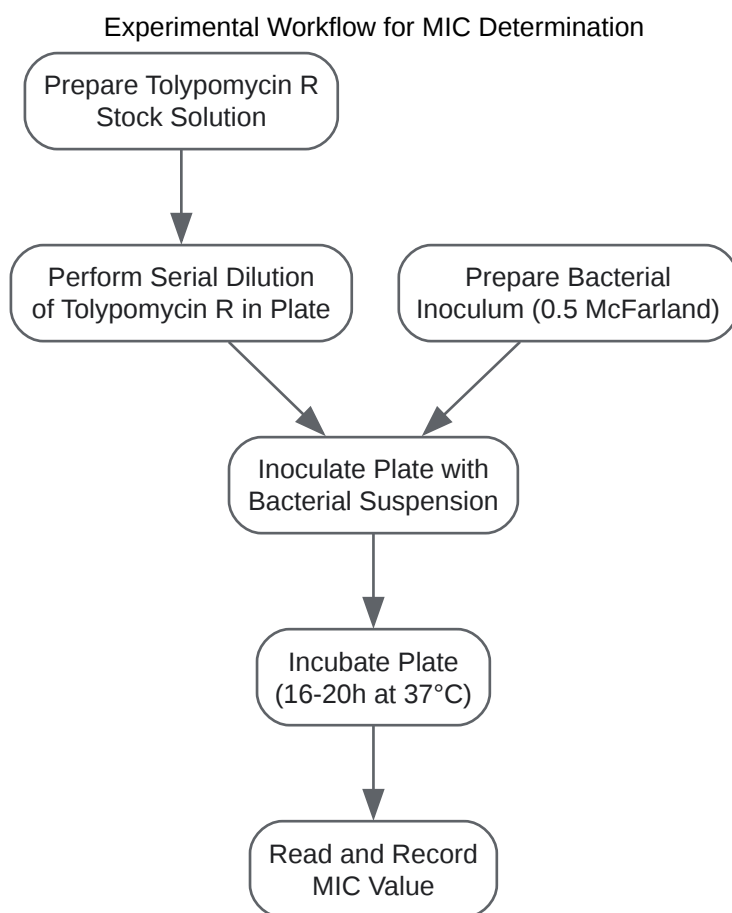 Experimental Workflow for MIC Determination
Prepare Tolypomycin R
Stock Solution
Perform Serial Dilution
of Tolypomycin R in Plate
Prepare Bacterial
Inoculum (0.5 McFarland)
Inoculate Plate with
Bacterial Suspension
Incubate Plate
(16-20h at 37°C)
Read and Record
MIC Value